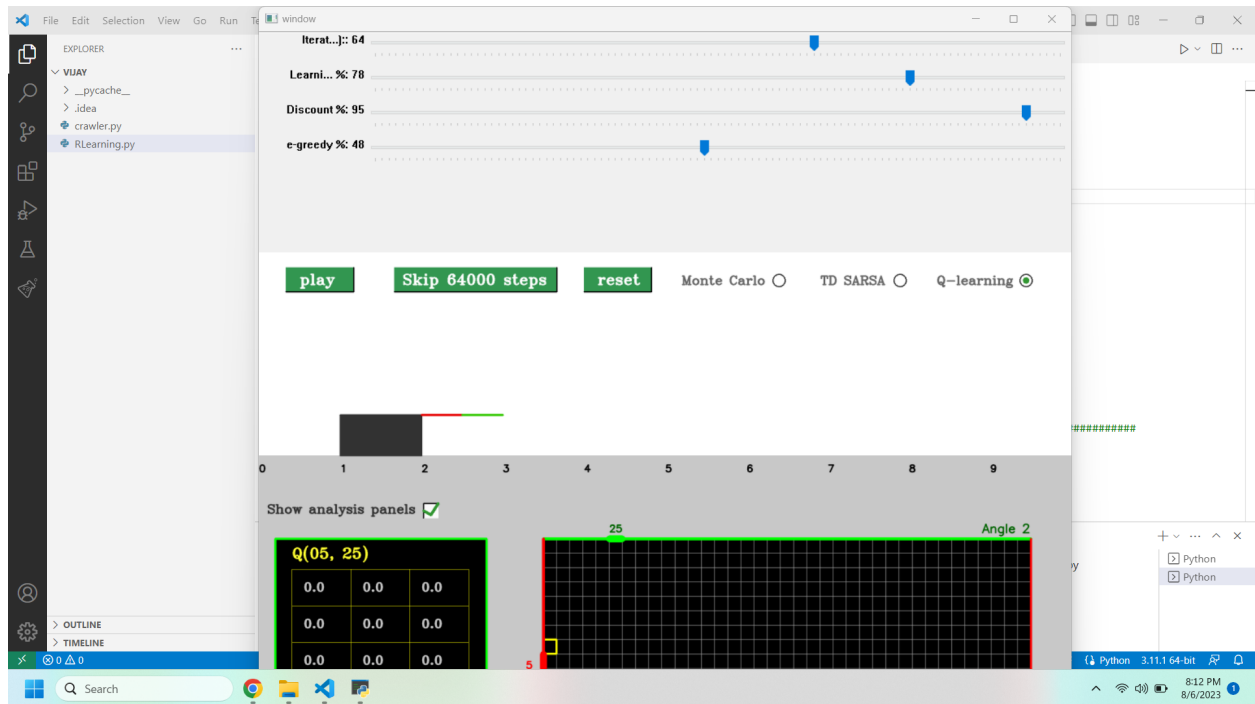 File Edit Selection View Go Run Te
window
EXPLORER
VIJAY
__pycache__
.idea
crawler.py
RLearning.py
OUTLINE
TIMELINE
Iterat...):: 64
Learni... %: 78
Discount %: 95
e-greedy %: 48
play Skip 64000 steps reset Monte Carlo TD SARSA Q-learning
0 1 2 3 4 5 6 7 8 9
Show analysis panels
Q(05, 25)
0.0 0.0 0.0
0.0 0.0 0.0
0.0 0.0 0.0
25 Angle 2
5
###########
py
Python
Python
0 0 Python 3.11.1 64-bit
Search
8:12 PM
8/6/2023
1